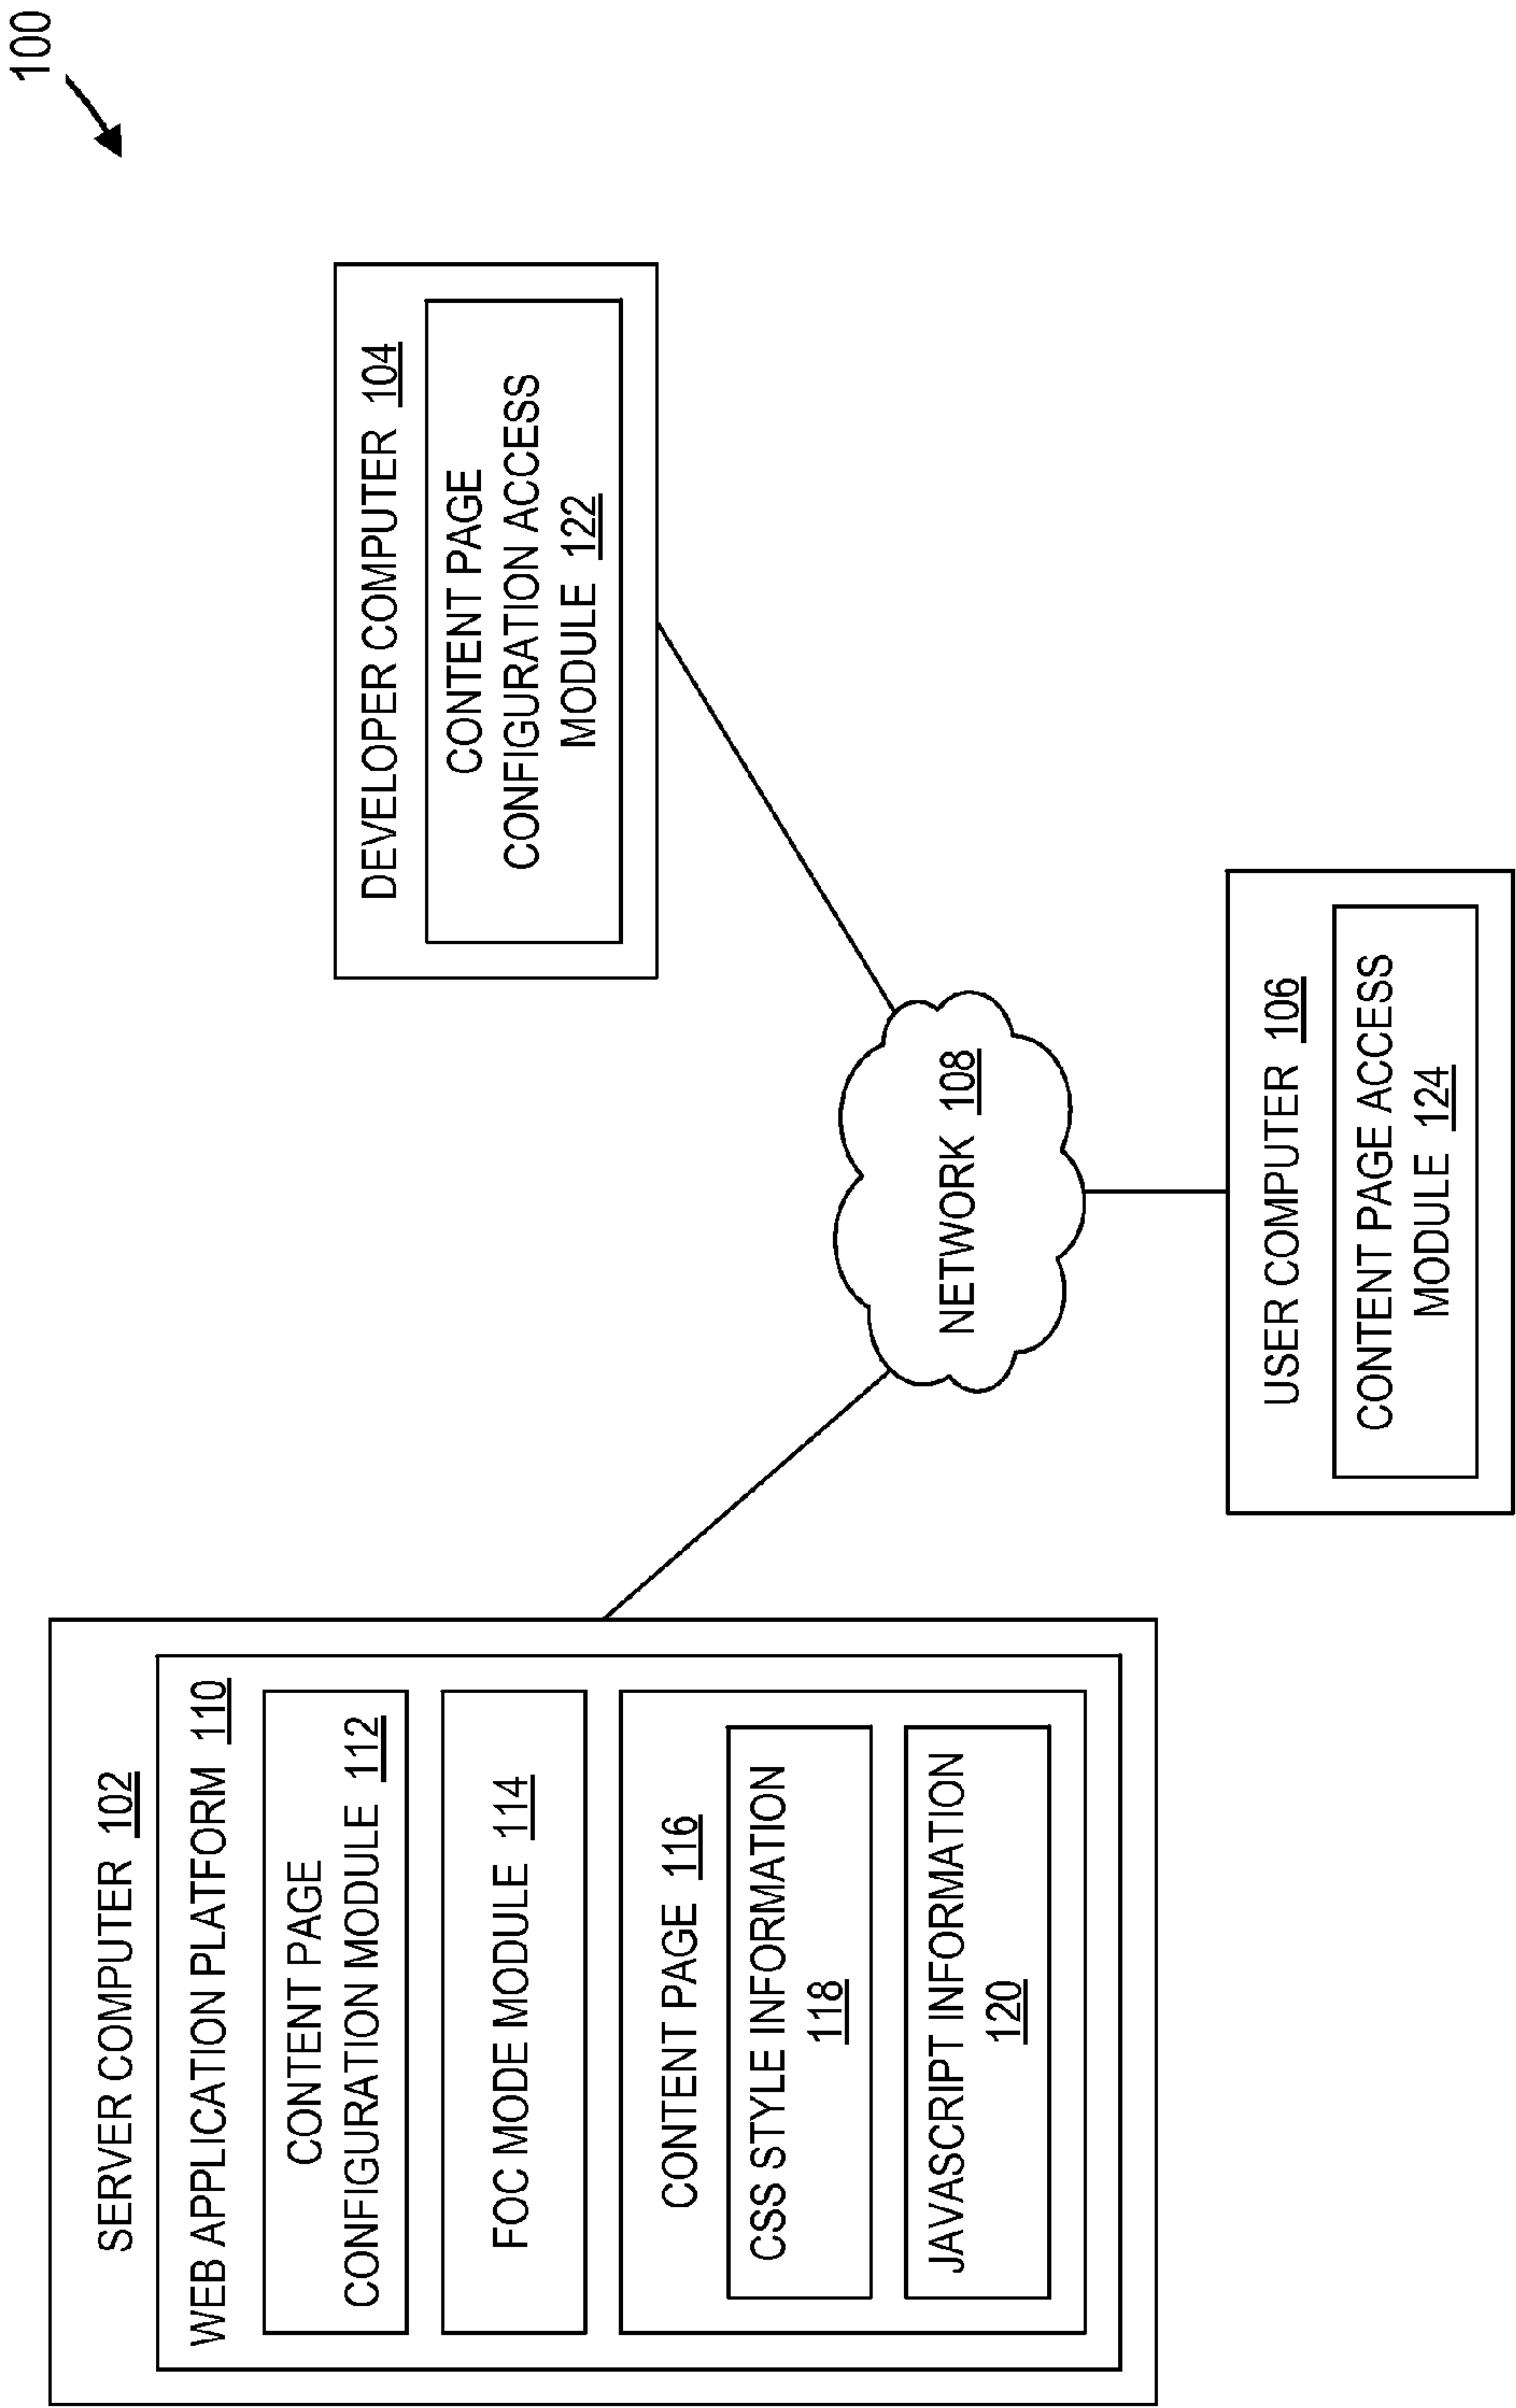 100
SERVER COMPUTER 102
WEB APPLICATION PLATFORM 110
CONTENT PAGE
CONFIGURATION MODULE 112
FOC MODE MODULE 114
CONTENT PAGE 116
CSS STYLE INFORMATION
118
JAVASCRIPT INFORMATION
120
DEVELOPER COMPUTER 104
CONTENT PAGE
CONFIGURATION ACCESS
MODULE 122
NETWORK 108
USER COMPUTER 106
CONTENT PAGE ACCESS
MODULE 124